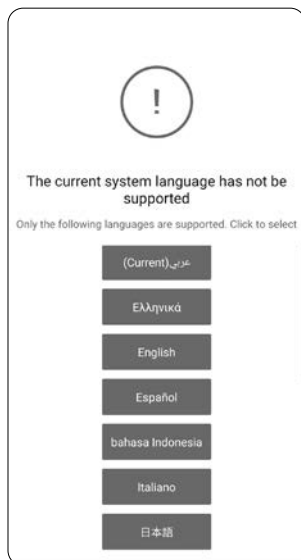 !
The current system language has not be
supported
Only the following languages are supported. Click to select
عربي(Current)
Ελληνικά
English
Español
bahasa Indonesia
Italiano
日本語